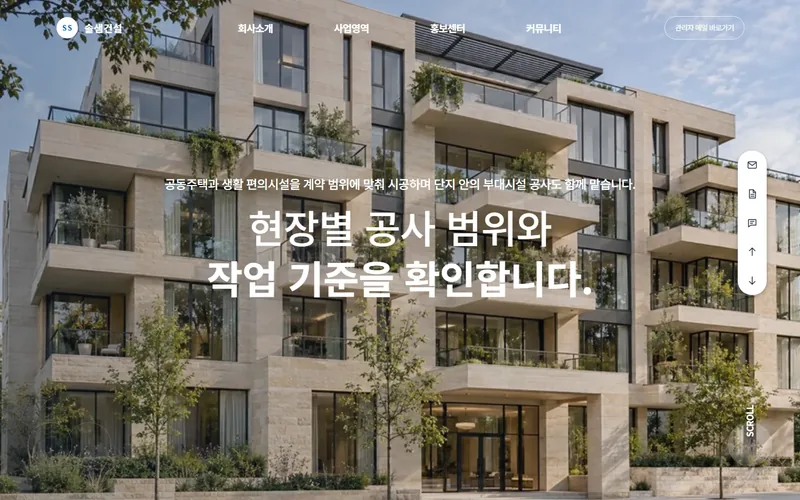 SS 솔샘건설
회사소개
사업영역
홍보센터
커뮤니티
관리자 메일 바로가기
공동주택과 생활 편의시설을 계약 범위에 맞춰 시공하며 단지 안의 부대시설 공사도 함께 맡습니다.
현장별 공사 범위와
작업 기준을 확인합니다.
SCROLL